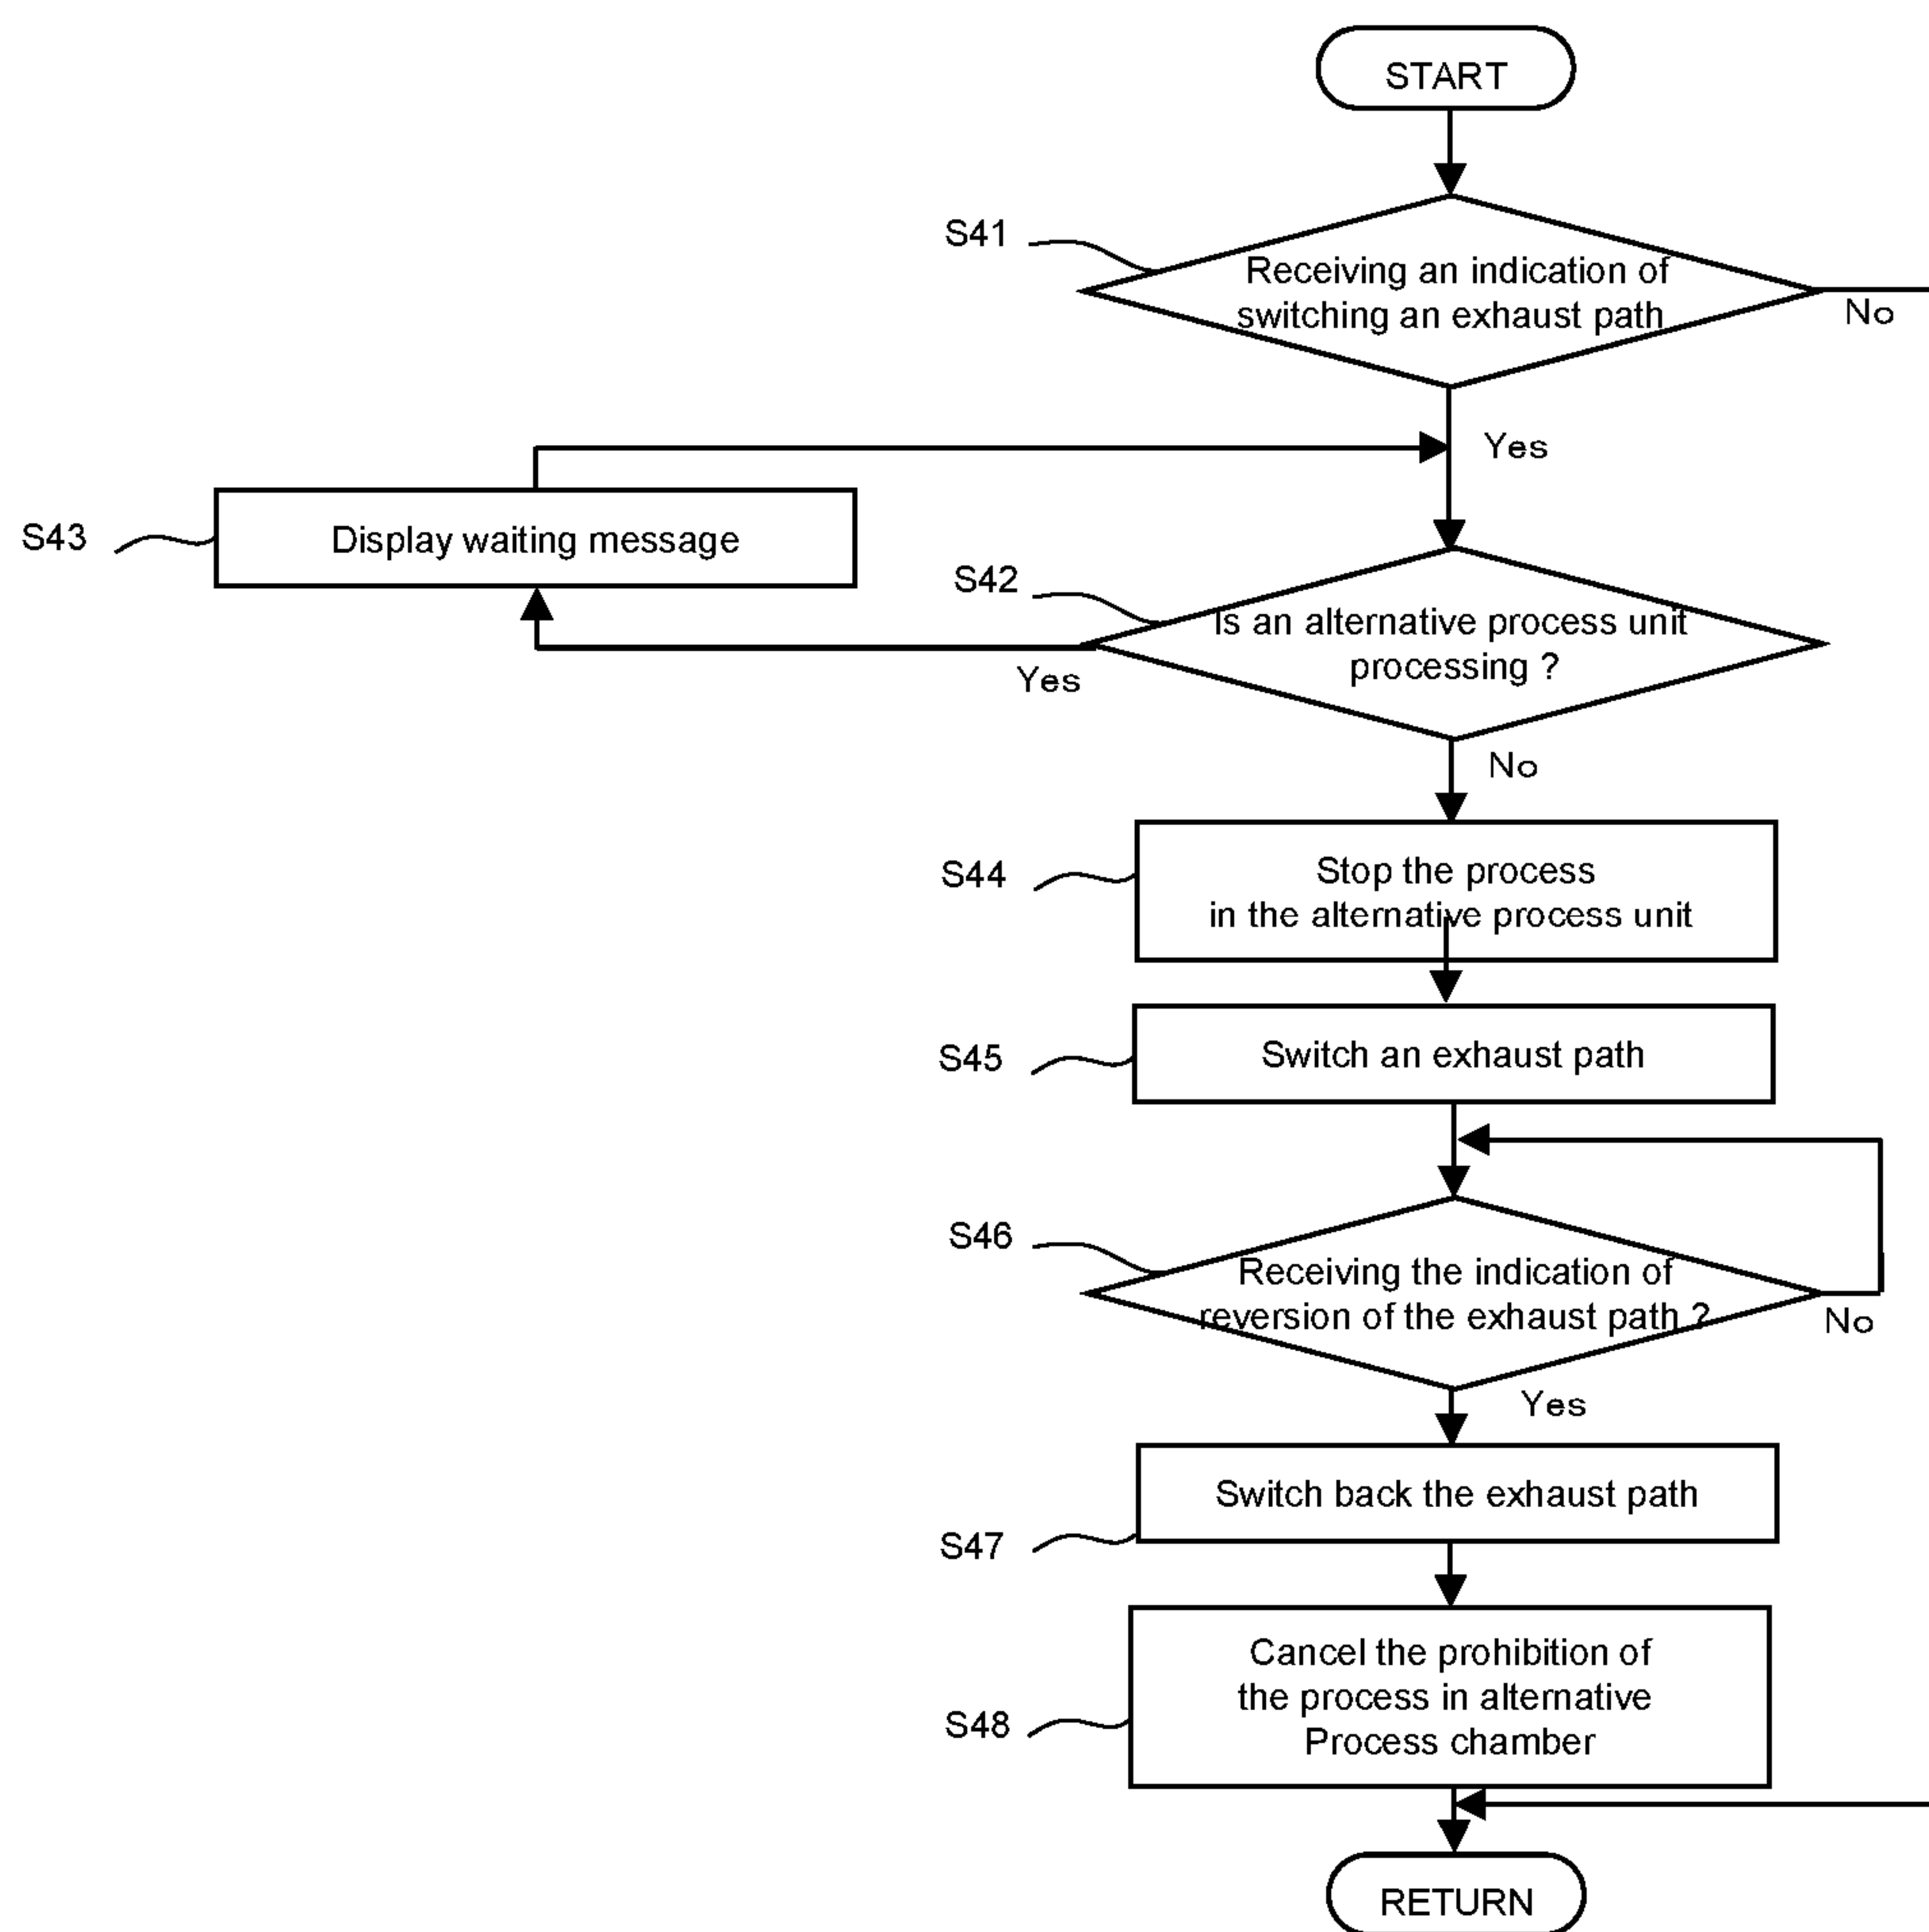 START
S41
Receiving an indication of
switching an exhaust path
No
Yes
S43
Display waiting message
S42
Is an alternative process unit
processing ?
Yes
No
S44
Stop the process
in the alternative process unit
S45
Switch an exhaust path
S46
Receiving the indication of
reversion of the exhaust path ?
No
Yes
Switch back the exhaust path
S47
Cancel the prohibition of
the process in alternative
Process chamber
S48
RETURN